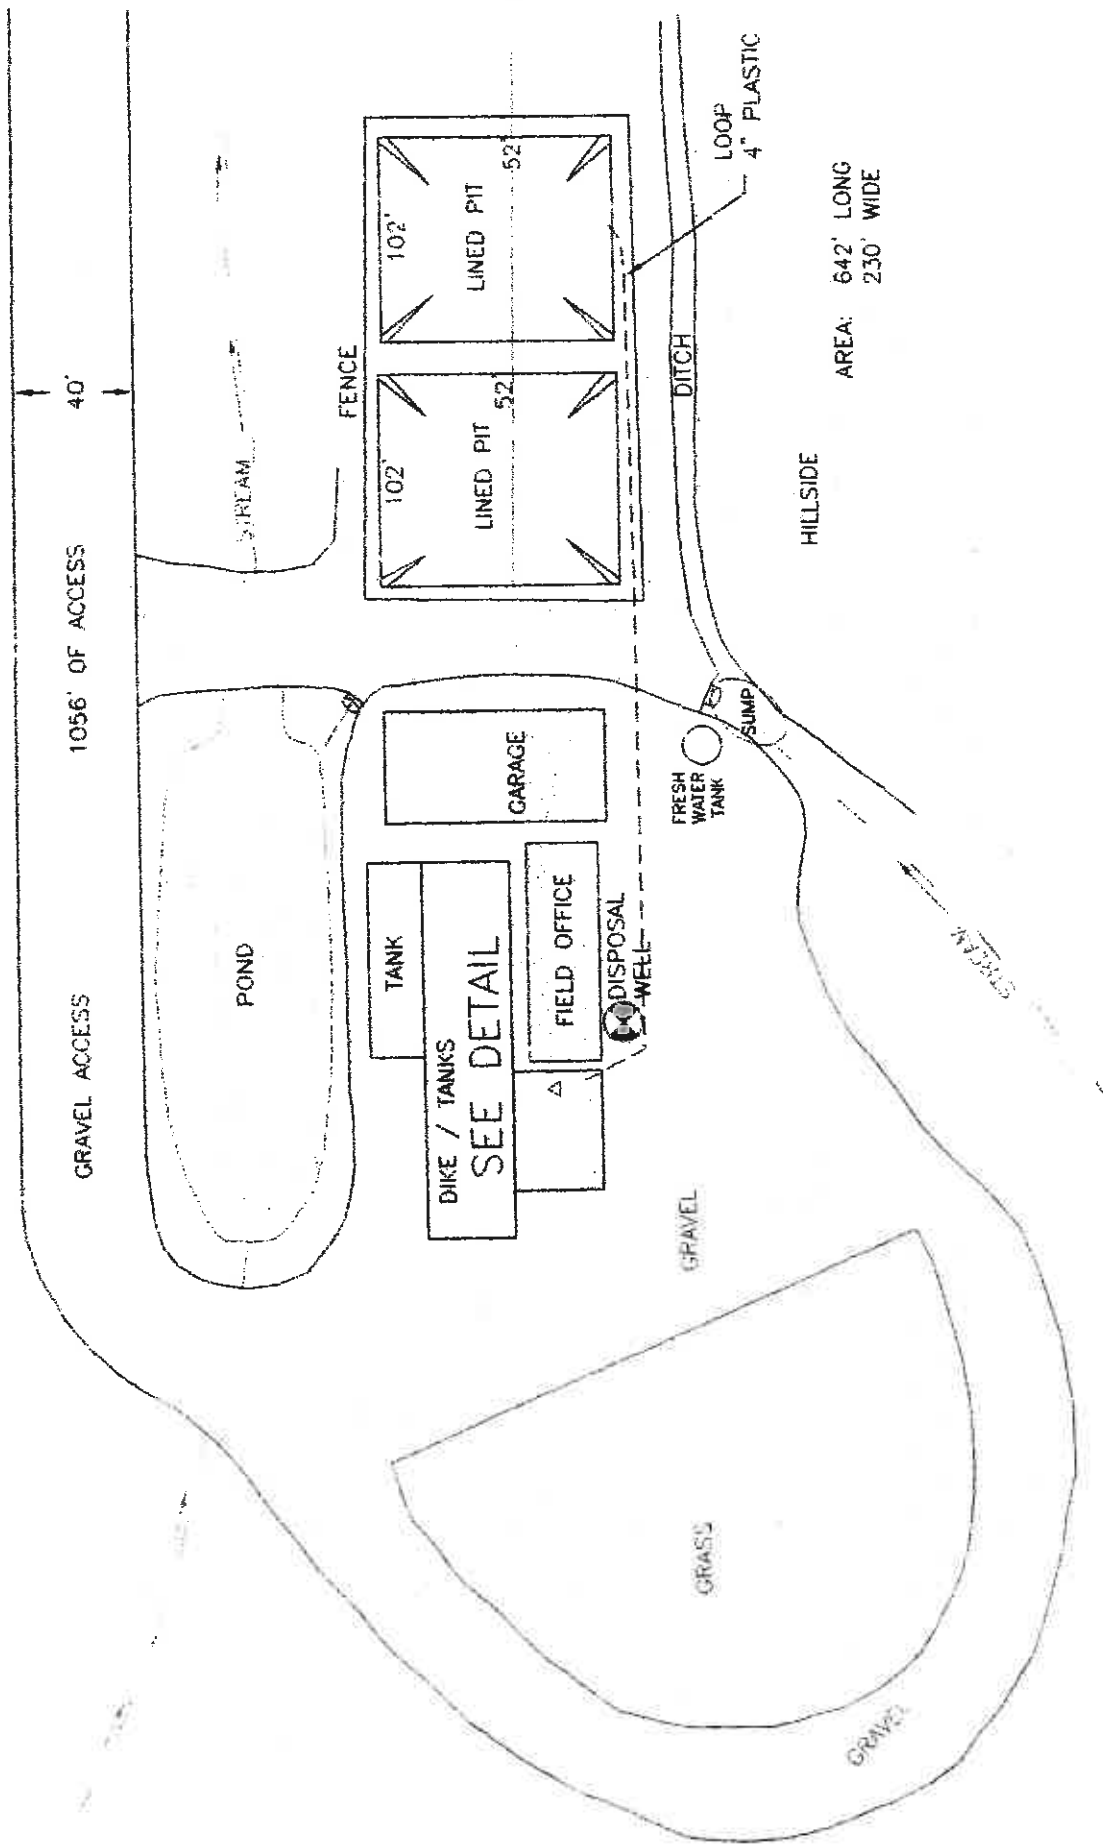 1056' OF ACCESS
40'
GRAVEL ACCESS
STREAM
FENCE
POND
102'
102'
52'
52'
LINED PIT
LINED PIT
LOOP
4" PLASTIC
TANK
DIKE / TANKS
SEE DETAIL
GARAGE
FIELD OFFICE
DISPOSAL
WELL
FRESH
WATER
TANK
SUMP
DITCH
HILLSIDE
AREA: 642' LONG
230' WIDE
STREAM
GRAVEL
GRASS
GRAVEL